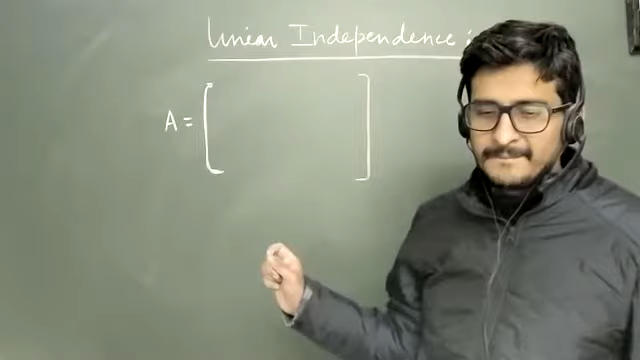 Linear Independence :
A = [ ]